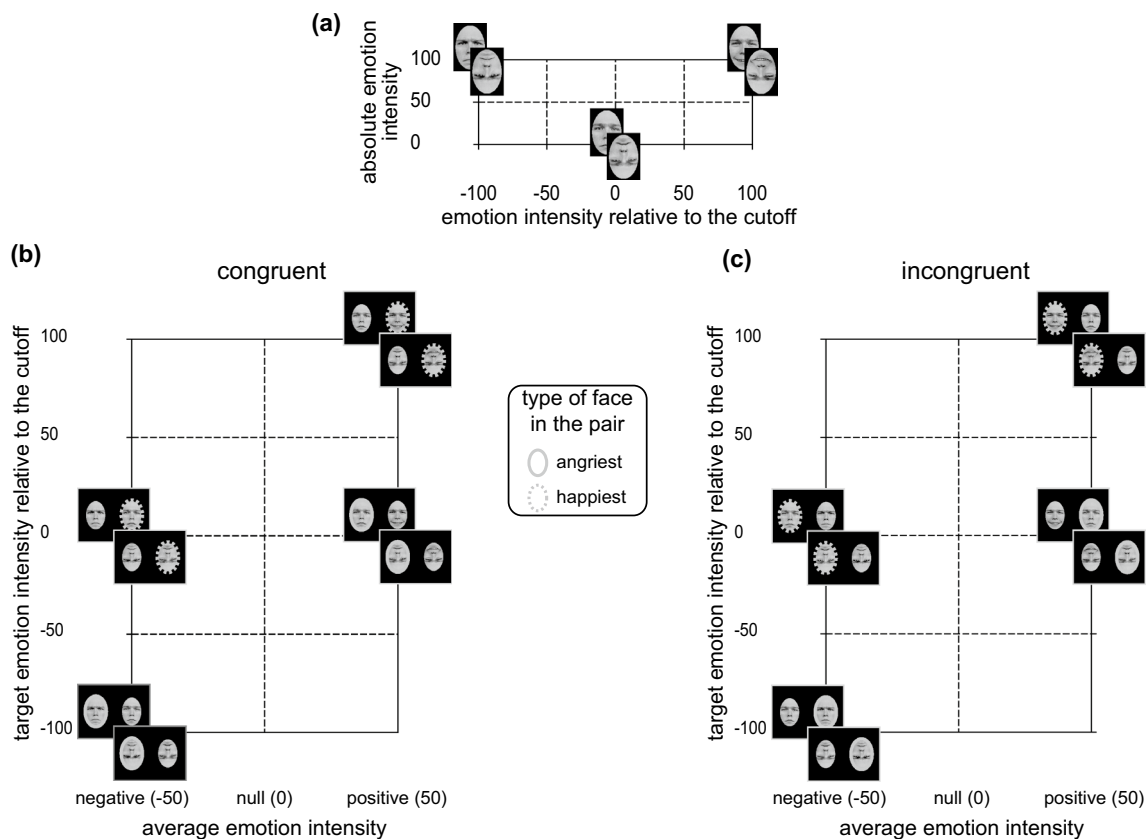 (a)
absolute emotion
intensity
100
50
0
-100 -50 0 50 100
emotion intensity relative to the cutoff
(b)
congruent
target emotion intensity relative to the cutoff
100
50
0
-50
-100
negative (-50) null (0) positive (50)
average emotion intensity
type of face
in the pair
angriest
happiest
(c)
incongruent
target emotion intensity relative to the cutoff
100
50
0
-50
-100
negative (-50) null (0) positive (50)
average emotion intensity